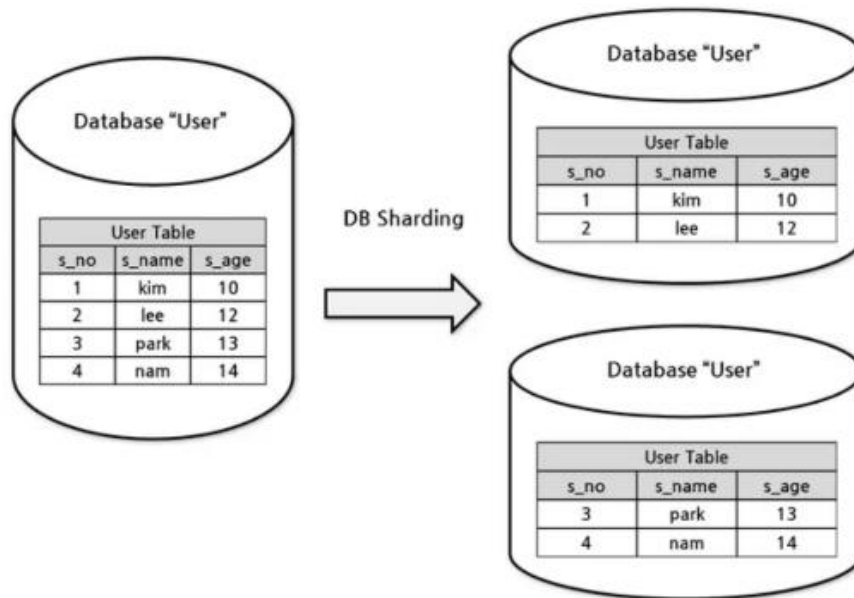 Database “User”
User Table
s_no s_name s_age
1 kim 10
2 lee 12
3 park 13
4 nam 14
DB Sharding
Database “User”
User Table
s_no s_name s_age
1 kim 10
2 lee 12
Database “User”
User Table
s_no s_name s_age
3 park 13
4 nam 14